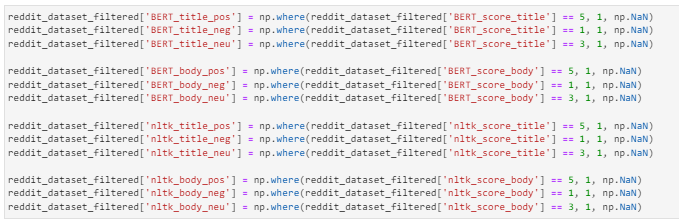 reddit_dataset_filtered['BERT_title_pos'] = np.where(reddit_dataset_filtered['BERT_score_title'] == 5, 1, np.NaN)
reddit_dataset_filtered['BERT_title_neg'] = np.where(reddit_dataset_filtered['BERT_score_title'] == 1, 1, np.NaN)
reddit_dataset_filtered['BERT_title_neu'] = np.where(reddit_dataset_filtered['BERT_score_title'] == 3, 1, np.NaN)
reddit_dataset_filtered['BERT_body_pos'] = np.where(reddit_dataset_filtered['BERT_score_body'] == 5, 1, np.NaN)
reddit_dataset_filtered['BERT_body_neg'] = np.where(reddit_dataset_filtered['BERT_score_body'] == 1, 1, np.NaN)
reddit_dataset_filtered['BERT_body_neu'] = np.where(reddit_dataset_filtered['BERT_score_body'] == 3, 1, np.NaN)
reddit_dataset_filtered['nltk_title_pos'] = np.where(reddit_dataset_filtered['nltk_score_title'] == 5, 1, np.NaN)
reddit_dataset_filtered['nltk_title_neg'] = np.where(reddit_dataset_filtered['nltk_score_title'] == 1, 1, np.NaN)
reddit_dataset_filtered['nltk_title_neu'] = np.where(reddit_dataset_filtered['nltk_score_title'] == 3, 1, np.NaN)
reddit_dataset_filtered['nltk_body_pos'] = np.where(reddit_dataset_filtered['nltk_score_body'] == 5, 1, np.NaN)
reddit_dataset_filtered['nltk_body_neg'] = np.where(reddit_dataset_filtered['nltk_score_body'] == 1, 1, np.NaN)
reddit_dataset_filtered['nltk_body_neu'] = np.where(reddit_dataset_filtered['nltk_score_body'] == 3, 1, np.NaN)